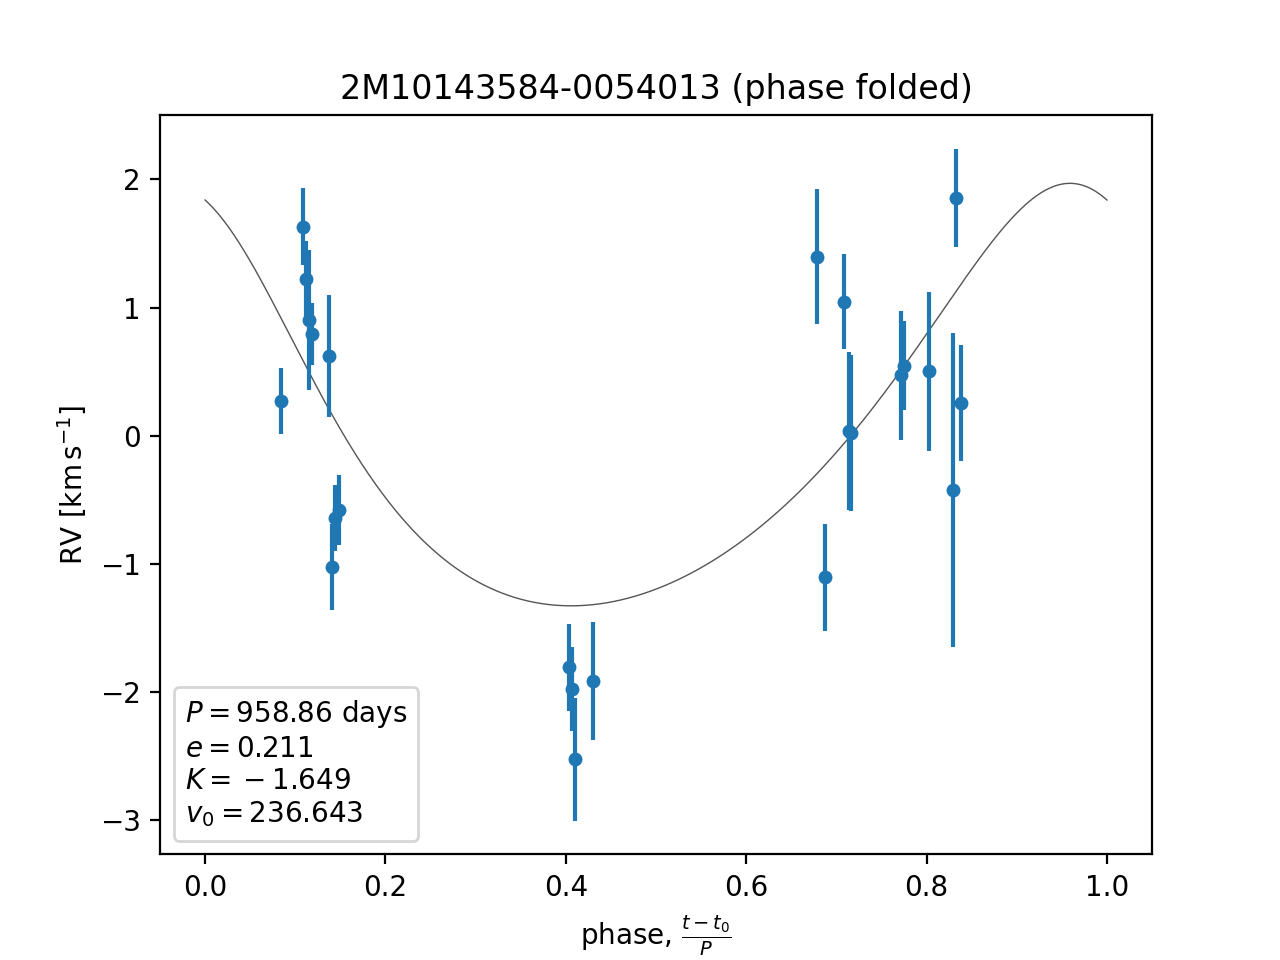 2M10143584-0054013 (phase folded)
RV [km s⁻¹]
2
1
0
−1
−2
−3
P = 958.86 days
e = 0.211
K = −1.649
v₀ = 236.643
0.0 0.2 0.4 0.6 0.8 1.0
phase, (t − t₀)/P